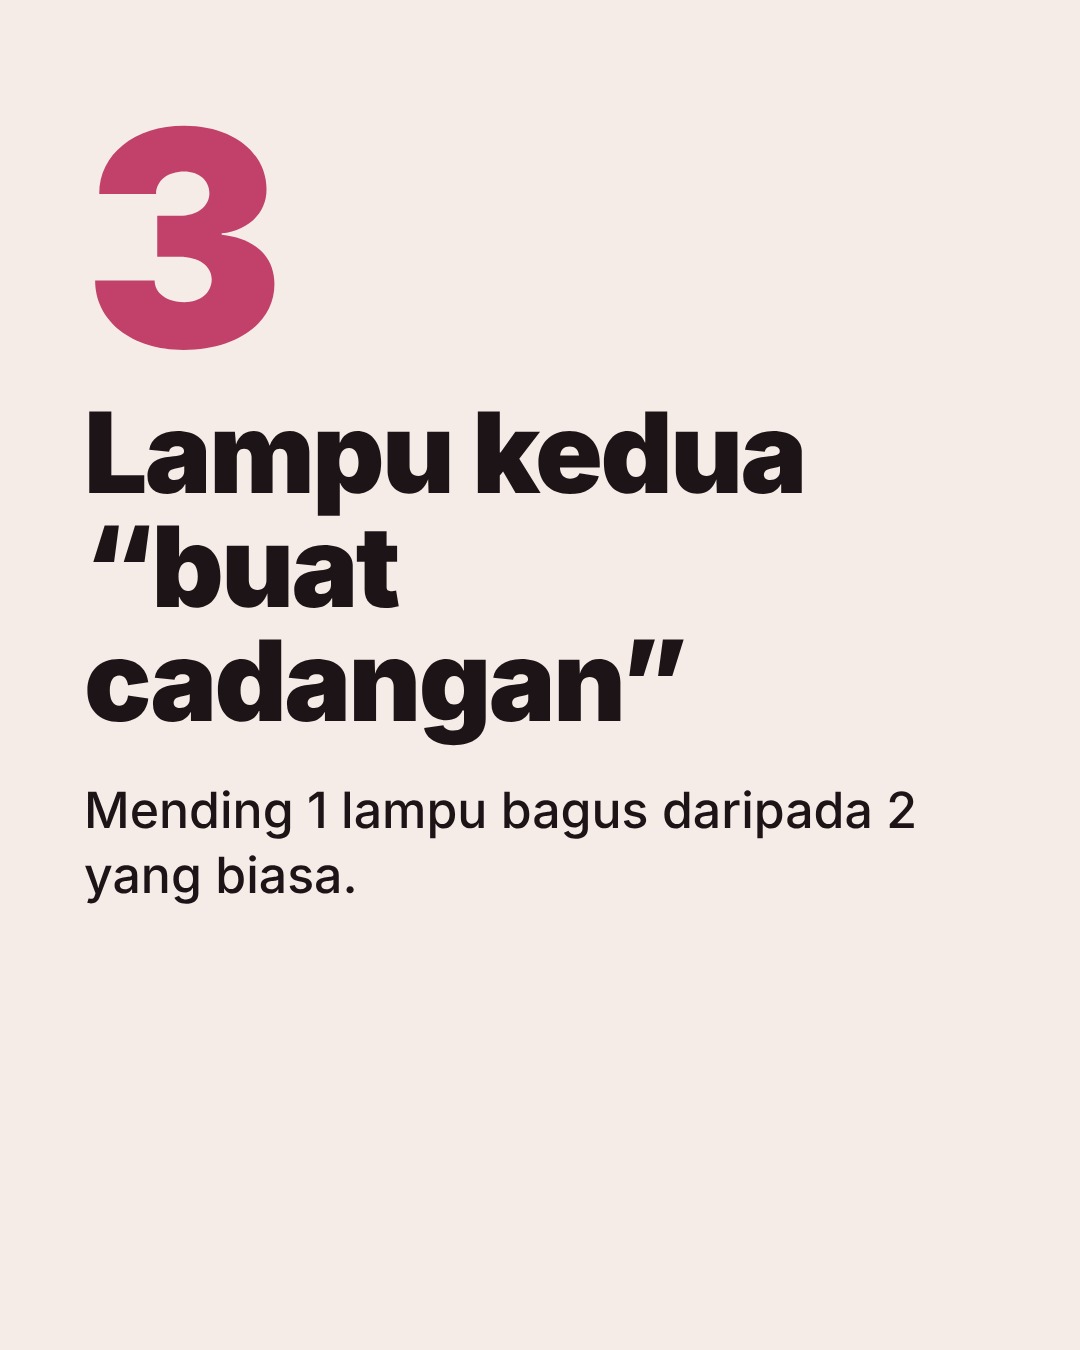 3
Lampu kedua
“buat
cadangan”
Mending 1 lampu bagus daripada 2
yang biasa.